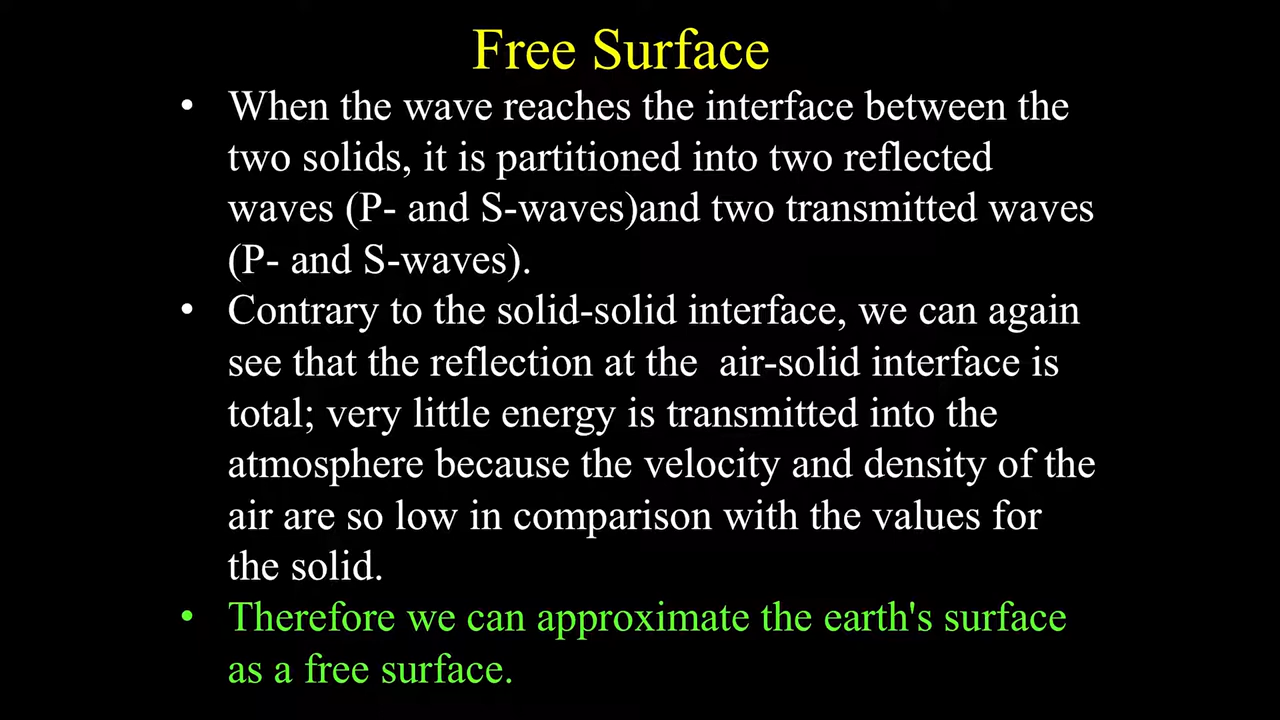 Free Surface
• When the wave reaches the interface between the
two solids, it is partitioned into two reflected
waves (P- and S-waves)and two transmitted waves
(P- and S-waves).
• Contrary to the solid-solid interface, we can again
see that the reflection at the air-solid interface is
total; very little energy is transmitted into the
atmosphere because the velocity and density of the
air are so low in comparison with the values for
the solid.
• Therefore we can approximate the earth's surface
as a free surface.